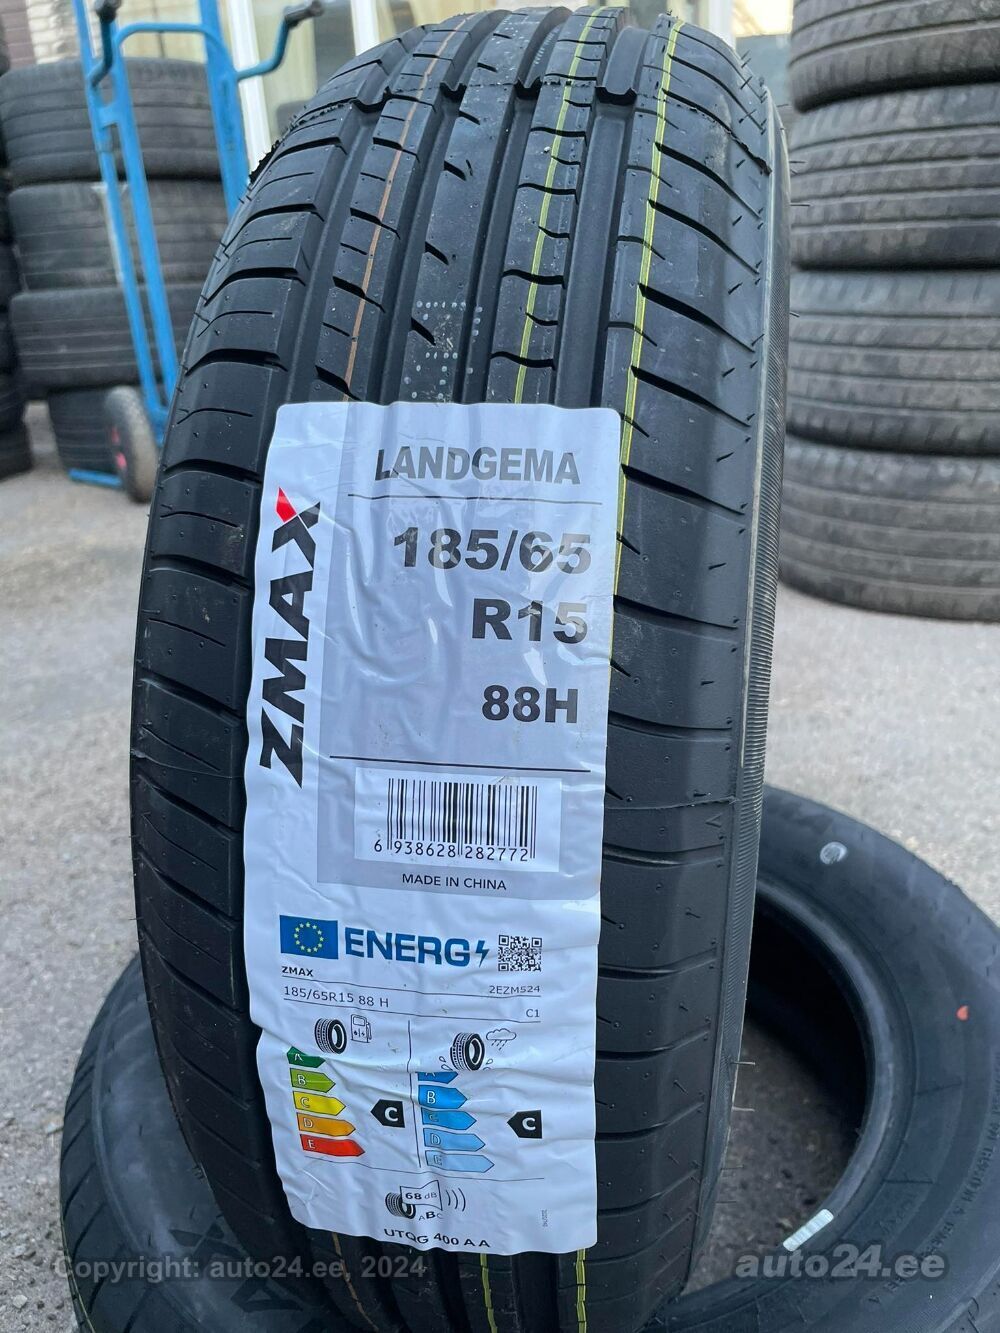 LANDGEMA
ZMAX
185/65
R15
88H
6 938628 282772
MADE IN CHINA
ENERG
ZMAX
2EZM524
185/65R15 88 H
C1
A
B
C
D
E
C
A
B
C
D
E
C
68 dB
ABC
UTQG 400 A A
Copyright: auto24.ee, 2024
auto24.ee